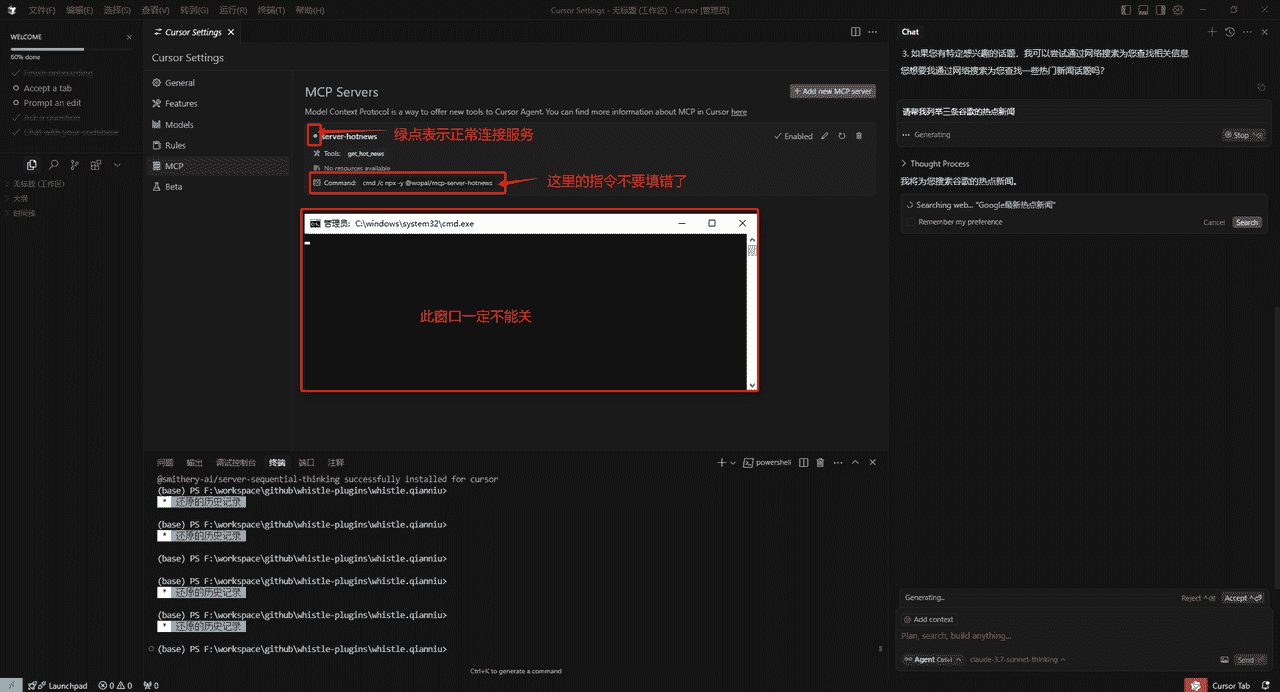 文件(F) 编辑(E) 选择(S) 查看(V) 转到(G) 运行(R) 终端(T) 帮助(H)
Cursor Settings - 无标题 (工作区) - Cursor [管理员]
WELCOME
60% done
Finish onboarding
Accept a tab
Prompt an edit
Ask a question
Chat with your codebase
无标题 (工作区)
大纲
时间线
Cursor Settings
Cursor Settings
General
Features
Models
Rules
MCP
Beta
MCP Servers
+ Add new MCP server
Model Context Protocol is a way to offer new tools to Cursor Agent. You can find more information about MCP in Cursor here
server-hotnews
绿点表示正常连接服务
Enabled
Tools: get_hot_news
No resources available
Command: cmd /c npx -y @wopal/mcp-server-hotnews
这里的指令不要填错了
管理员: C:\windows\system32\cmd.exe
此窗口一定不能关
问题 输出 调试控制台 终端 端口 注释
powershell
@smithery-ai/server-sequential-thinking successfully installed for cursor
(base) PS F:\workspace\github\whistle-plugins\whistle.qianniu>
* 还原的历史记录
(base) PS F:\workspace\github\whistle-plugins\whistle.qianniu>
* 还原的历史记录
(base) PS F:\workspace\github\whistle-plugins\whistle.qianniu>
(base) PS F:\workspace\github\whistle-plugins\whistle.qianniu>
* 还原的历史记录
(base) PS F:\workspace\github\whistle-plugins\whistle.qianniu>
* 还原的历史记录
(base) PS F:\workspace\github\whistle-plugins\whistle.qianniu>
Ctrl+K to generate a command
Chat
3. 如果您有特定感兴趣的话题，我可以尝试通过网络搜索为您查找相关信息
您想要我通过网络搜索为您查找一些热门新闻话题吗？
请帮我列举三条谷歌的热点新闻
Generating
Stop
Thought Process
我将为您搜索谷歌的热点新闻。
Searching web... "Google最新热点新闻"
Remember my preference
Cancel
Search
Generating..
Reject
Accept
@ Add context
Plan, search, build anything...
Agent Ctrl+I
claude-3.7-sonnet-thinking
Send
Launchpad
0
0
0
Cursor Tab